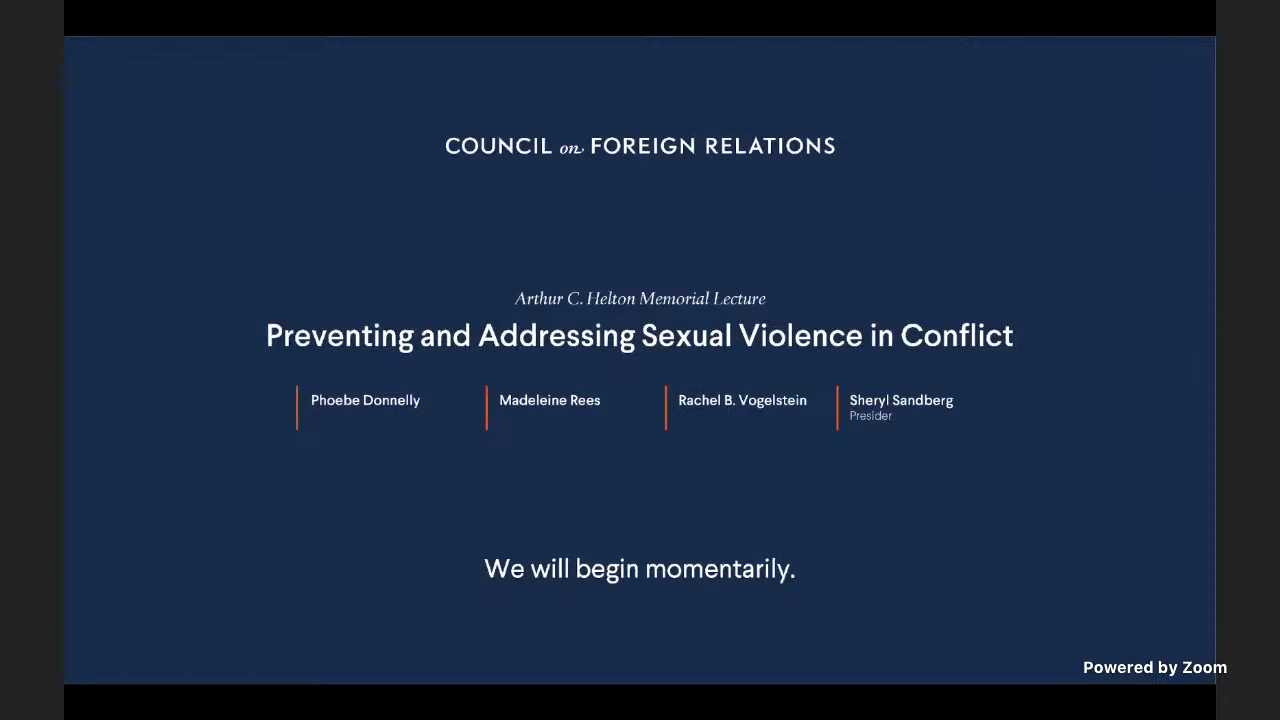 COUNCIL on FOREIGN RELATIONS
Arthur C. Helton Memorial Lecture
Preventing and Addressing Sexual Violence in Conflict
Phoebe Donnelly
Madeleine Rees
Rachel B. Vogelstein
Sheryl Sandberg
Presider
We will begin momentarily.
Powered by Zoom